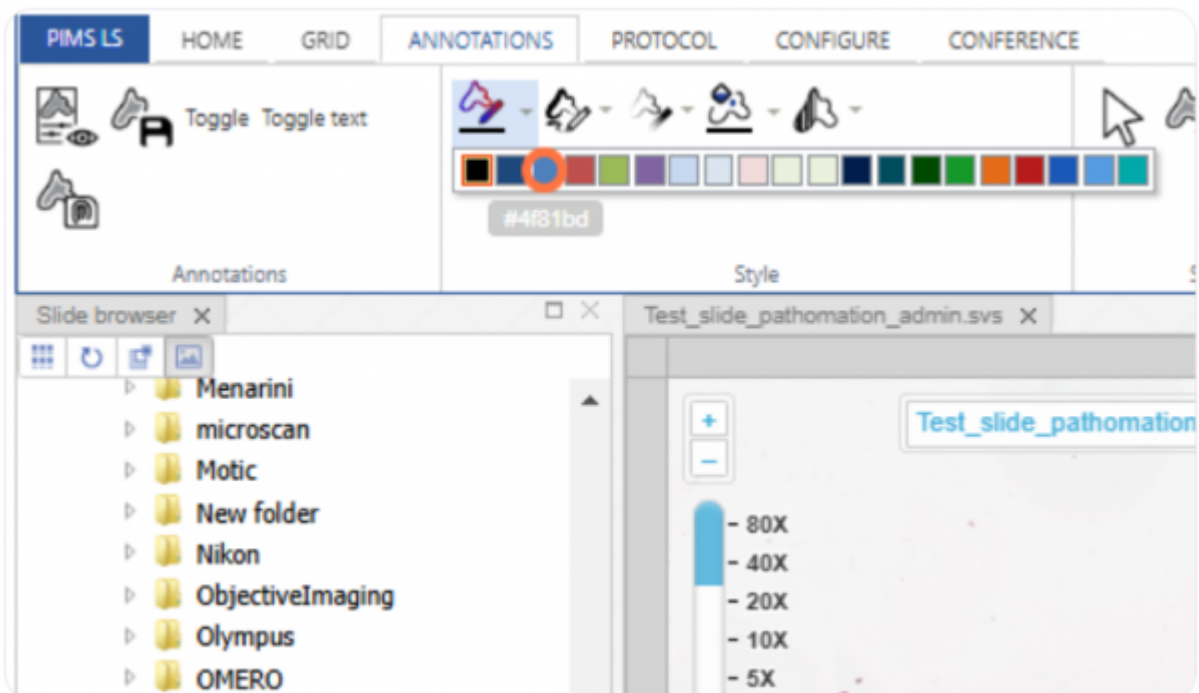 PIMS LS HOME GRID ANNOTATIONS PROTOCOL CONFIGURE CONFERENCE
Toggle Toggle text
#4f81bd
Annotations Style
Slide browser Test_slide_pathomation_admin.svs
Menarini
microscan
Motic
New folder
Nikon
ObjectiveImaging
Olympus
OMERO
Test_slide_pathomation
+
–
- 80X
- 40X
- 20X
- 10X
- 5X